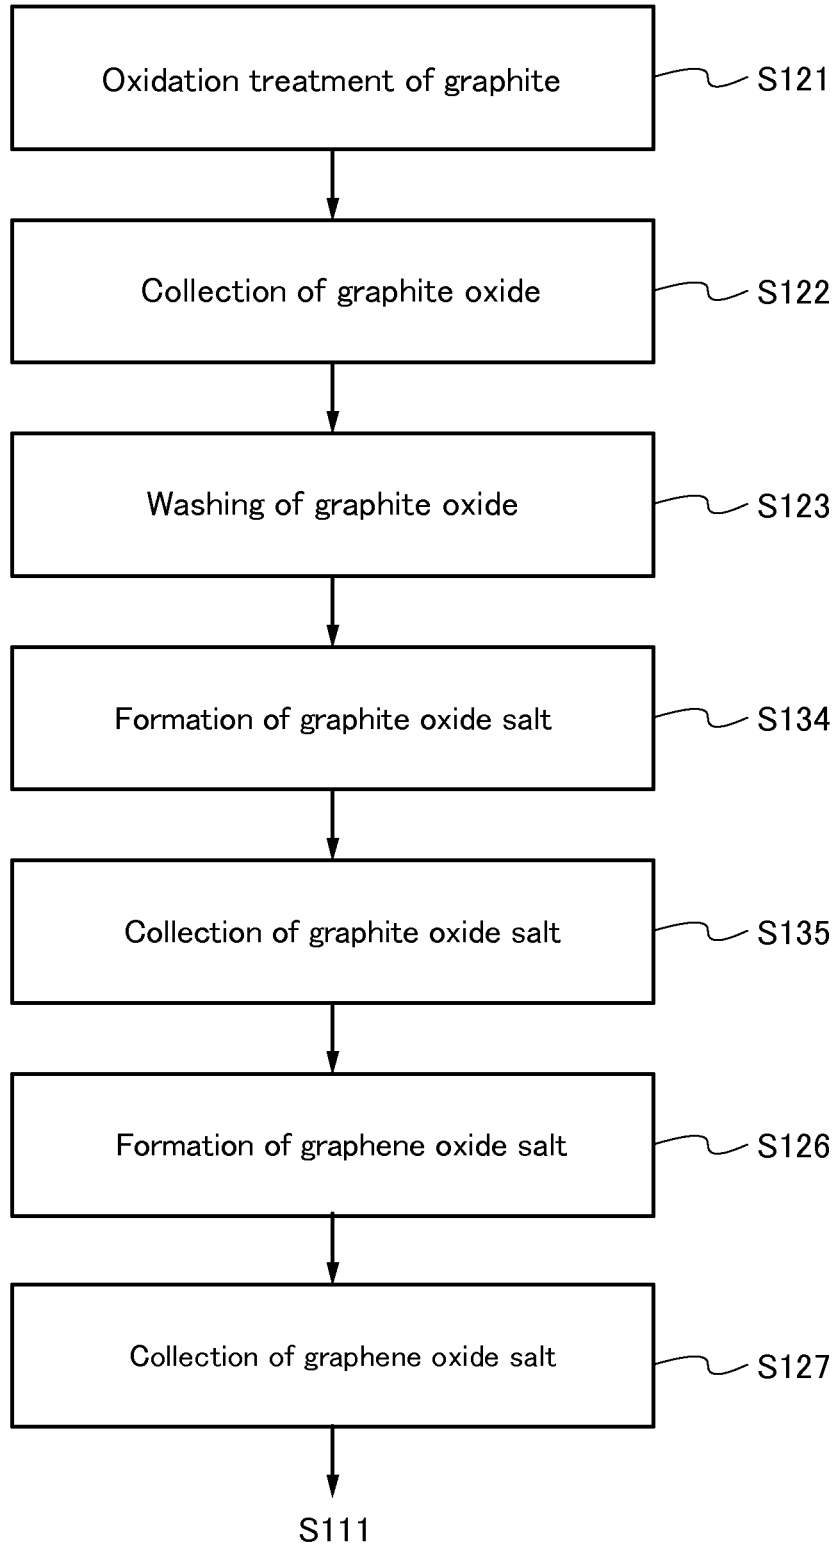 Oxidation treatment of graphite
S121
Collection of graphite oxide
S122
Washing of graphite oxide
S123
Formation of graphite oxide salt
S134
Collection of graphite oxide salt
S135
Formation of graphene oxide salt
S126
Collection of graphene oxide salt
S127
S111